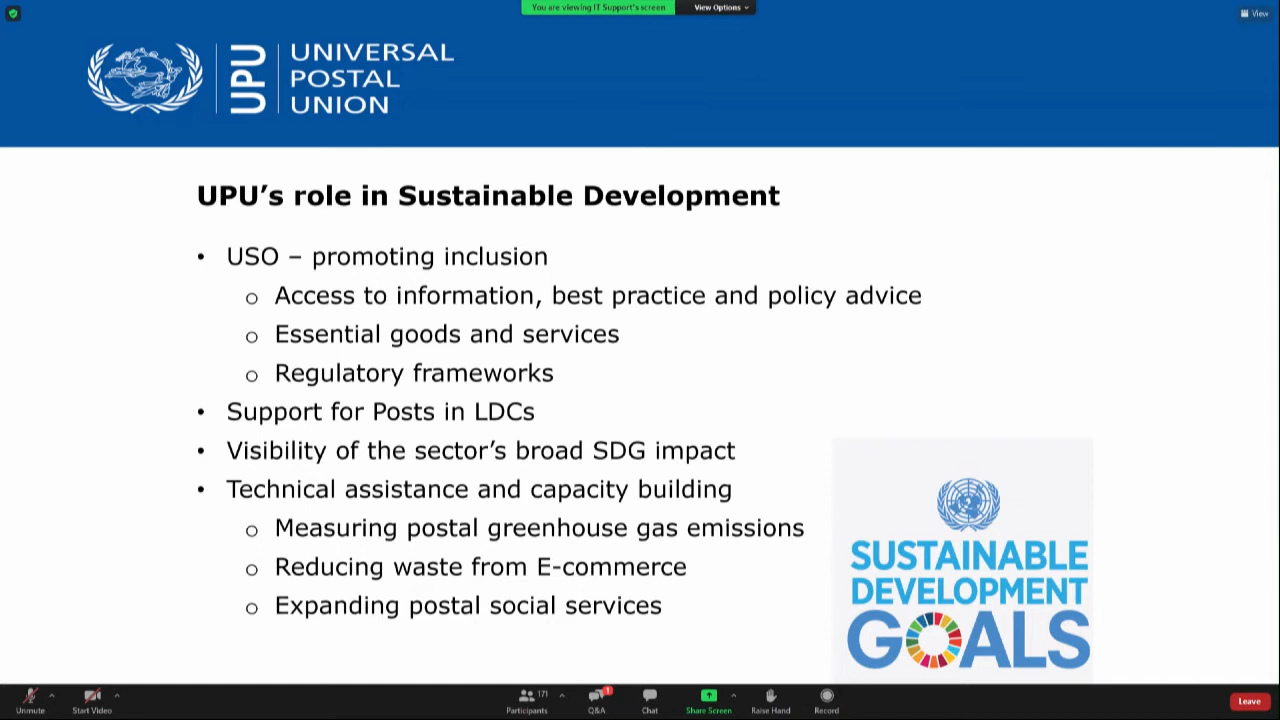 You are viewing IT Support's screen
View Options
View
UPU
UNIVERSAL
POSTAL
UNION
UPU’s role in Sustainable Development
• USO – promoting inclusion
o Access to information, best practice and policy advice
o Essential goods and services
o Regulatory frameworks
• Support for Posts in LDCs
• Visibility of the sector’s broad SDG impact
• Technical assistance and capacity building
o Measuring postal greenhouse gas emissions
o Reducing waste from E-commerce
o Expanding postal social services
SUSTAINABLE
DEVELOPMENT
GOALS
Unmute
Start Video
Participants 171
Q&A 1
Chat
Share Screen
Raise Hand
Record
Leave